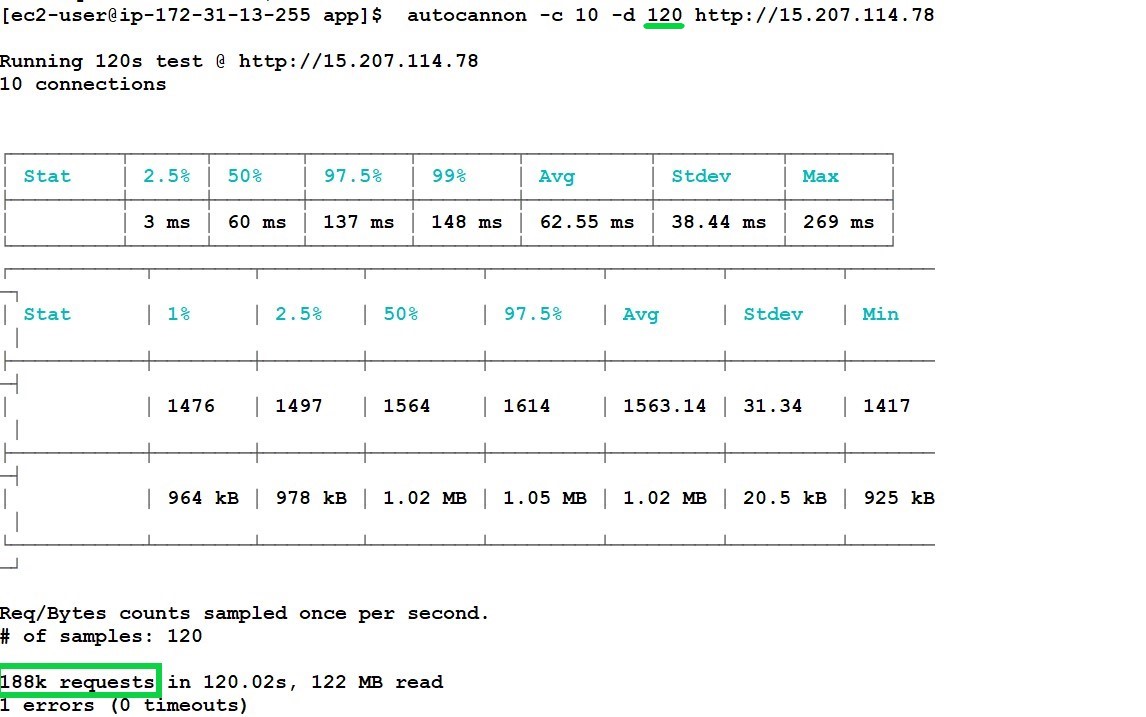 [ec2-user@ip-172-31-13-255 app]$  autocannon -c 10 -d 120 http://15.207.114.78
Running 120s test @ http://15.207.114.78
10 connections
Stat 2.5% 50% 97.5% 99% Avg Stdev Max
3 ms 60 ms 137 ms 148 ms 62.55 ms 38.44 ms 269 ms
Stat 1% 2.5% 50% 97.5% Avg Stdev Min
1476 1497 1564 1614 1563.14 31.34 1417
964 kB 978 kB 1.02 MB 1.05 MB 1.02 MB 20.5 kB 925 kB
Req/Bytes counts sampled once per second.
# of samples: 120
188k requests in 120.02s, 122 MB read
1 errors (0 timeouts)